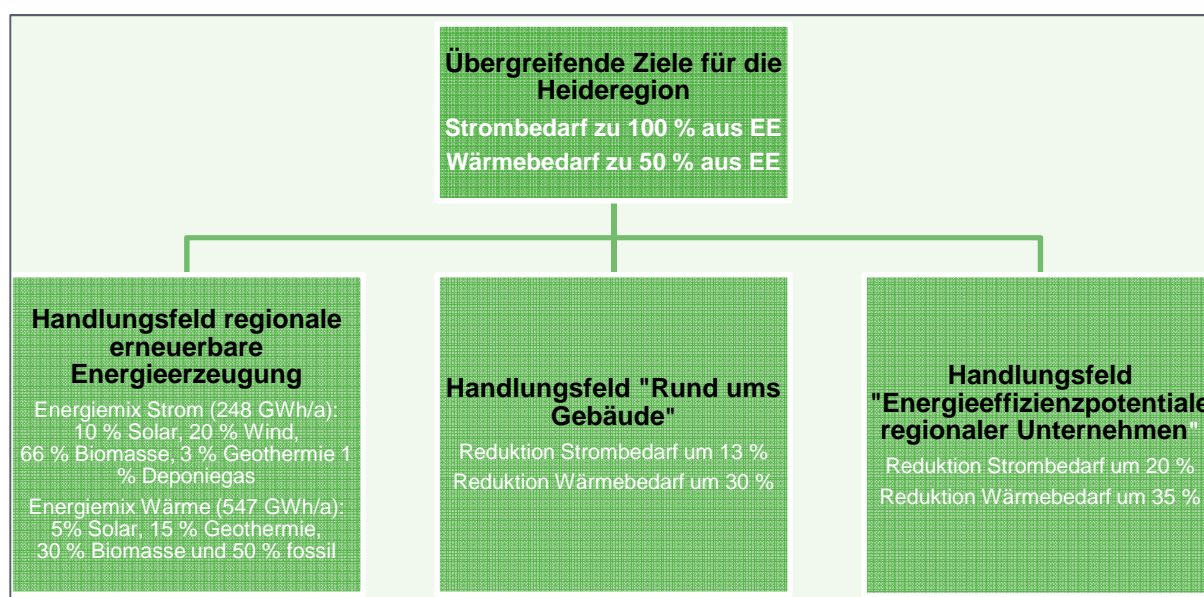 Übergreifende Ziele für die
Heideregion
Strombedarf zu 100 % aus EE
Wärmebedarf zu 50 % aus EE
Handlungsfeld regionale
erneuerbare
Energieerzeugung
Energiemix Strom (248 GWh/a):
10 % Solar, 20 % Wind,
66 % Biomasse, 3 % Geothermie 1
% Deponiegas
Energiemix Wärme (547 GWh/a):
5% Solar, 15 % Geothermie,
30 % Biomasse und 50 % fossil
Handlungsfeld "Rund ums
Gebäude"
Reduktion Strombedarf um 13 %
Reduktion Wärmebedarf um 30 %
Handlungsfeld
"Energieeffizienzpotentiale
regionaler Unternehmen"
Reduktion Strombedarf um 20 %
Reduktion Wärmebedarf um 35 %